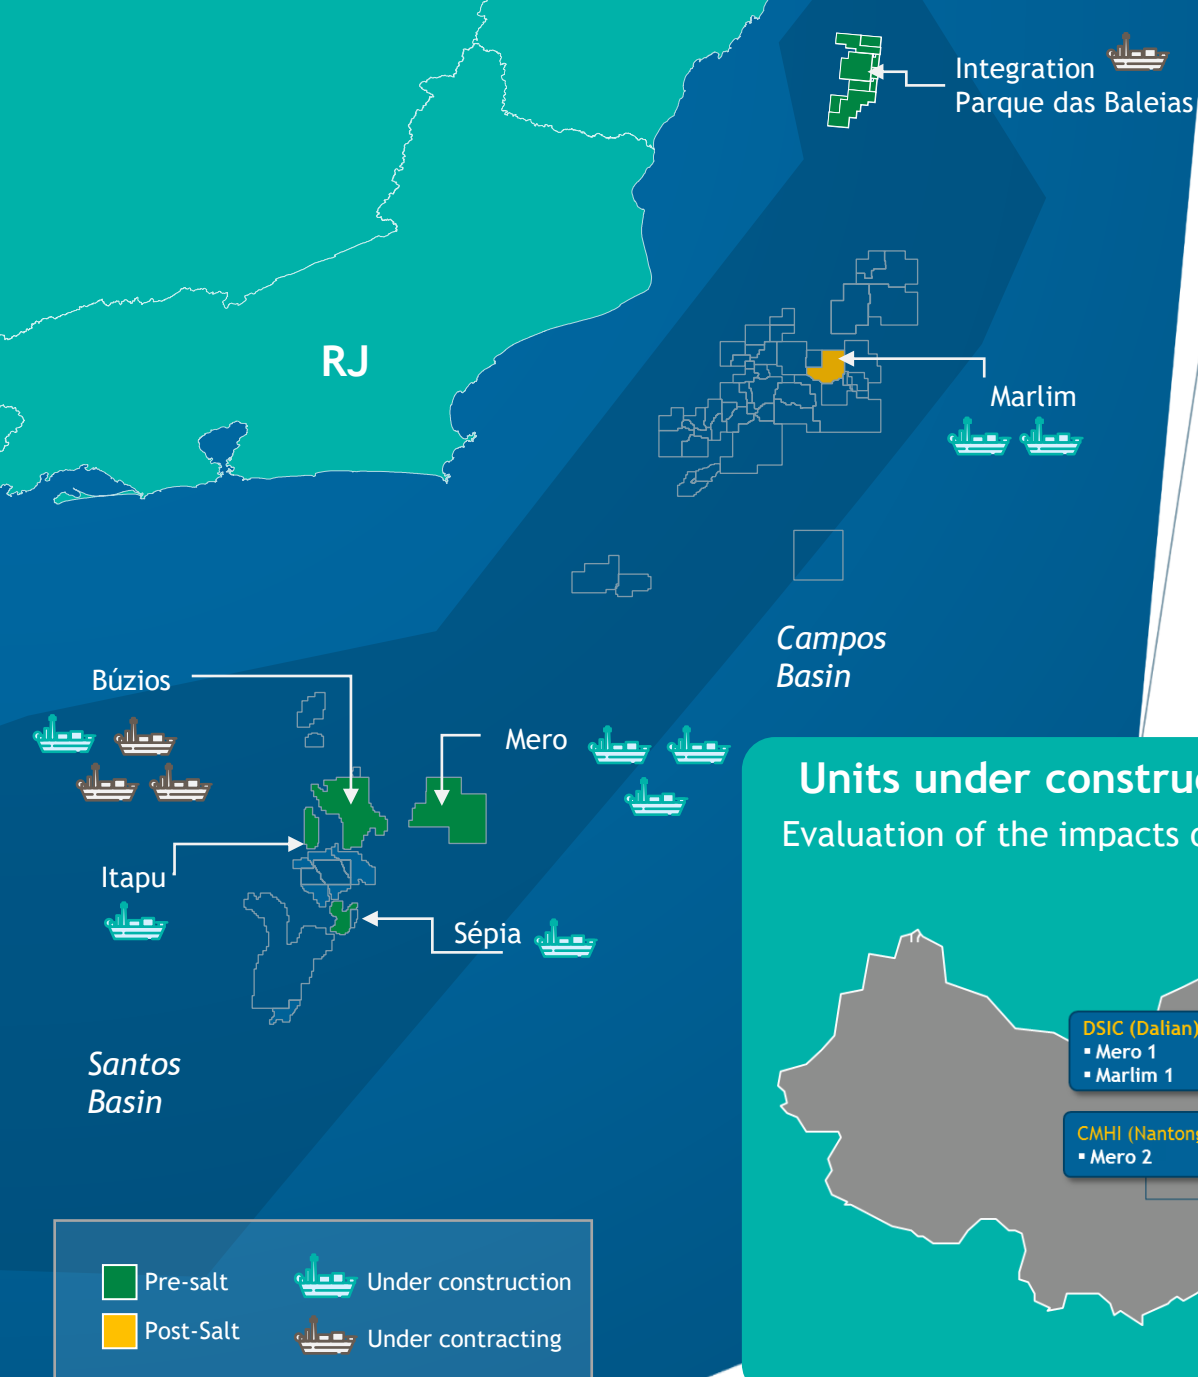 Integration
Parque das Baleias
RJ
Marlim
Campos
Basin
Búzios
Mero
Itapu
Sépia
Santos
Basin
Pre-salt
Under construction
Post-Salt
Under contracting
Units under constru
Evaluation of the impacts
DSIC (Dalian)
▪ Mero 1
▪ Marlim 1
CMHI (Nanton
▪ Mero 2